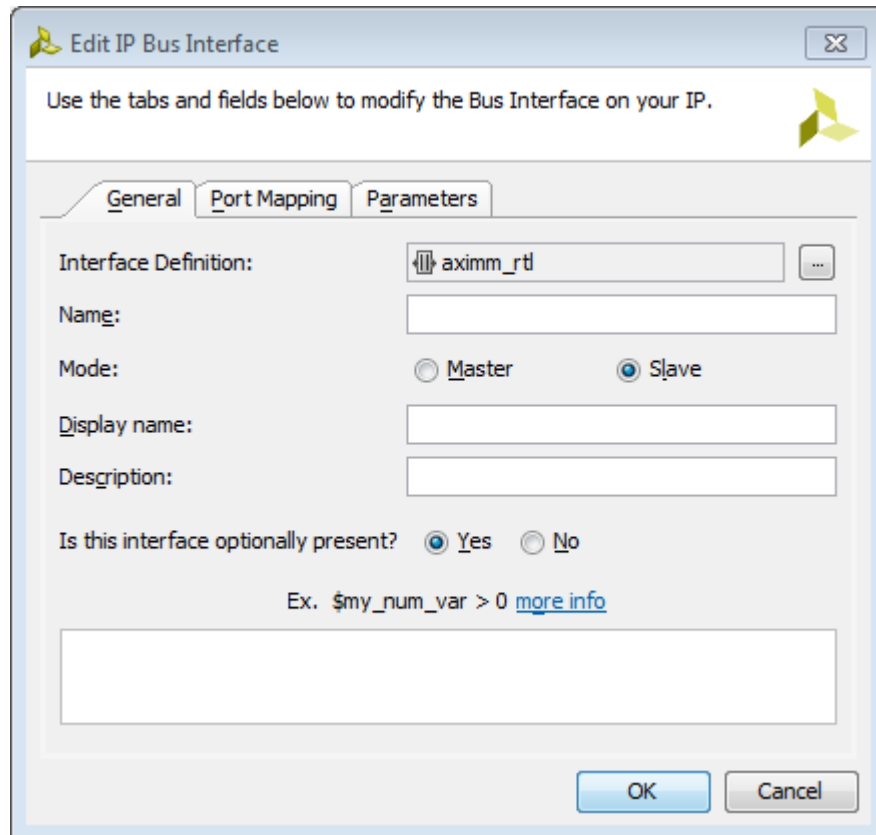 Edit IP Bus Interface
Use the tabs and fields below to modify the Bus Interface on your IP.
General Port Mapping Parameters
Interface Definition: aximm_rtl ...
Name:
Mode: Master Slave
Display name:
Description:
Is this interface optionally present? Yes No
Ex. $my_num_var > 0 more info
OK Cancel